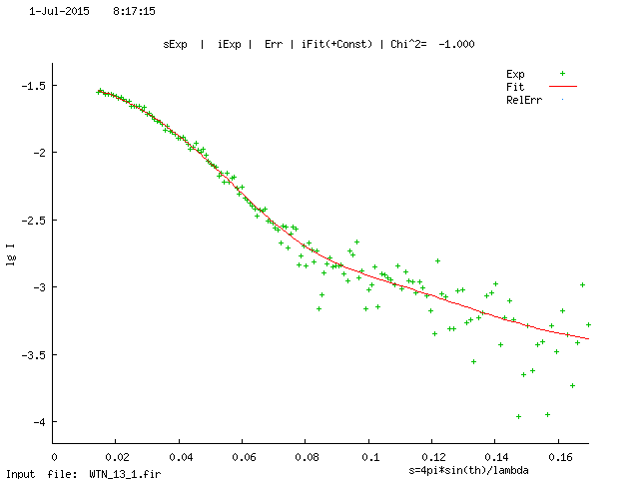 1-Jul-2015 8:17:15
sExp | iExp | Err | iFit(+Const) | Chi^2= -1.000
Exp
Fit
RelErr
-1.5
-2
-2.5
-3
-3.5
-4
lg I
0 0.02 0.04 0.06 0.08 0.1 0.12 0.14 0.16
s=4pi*sin(th)/lambda
Input file: WTN_13_1.fir